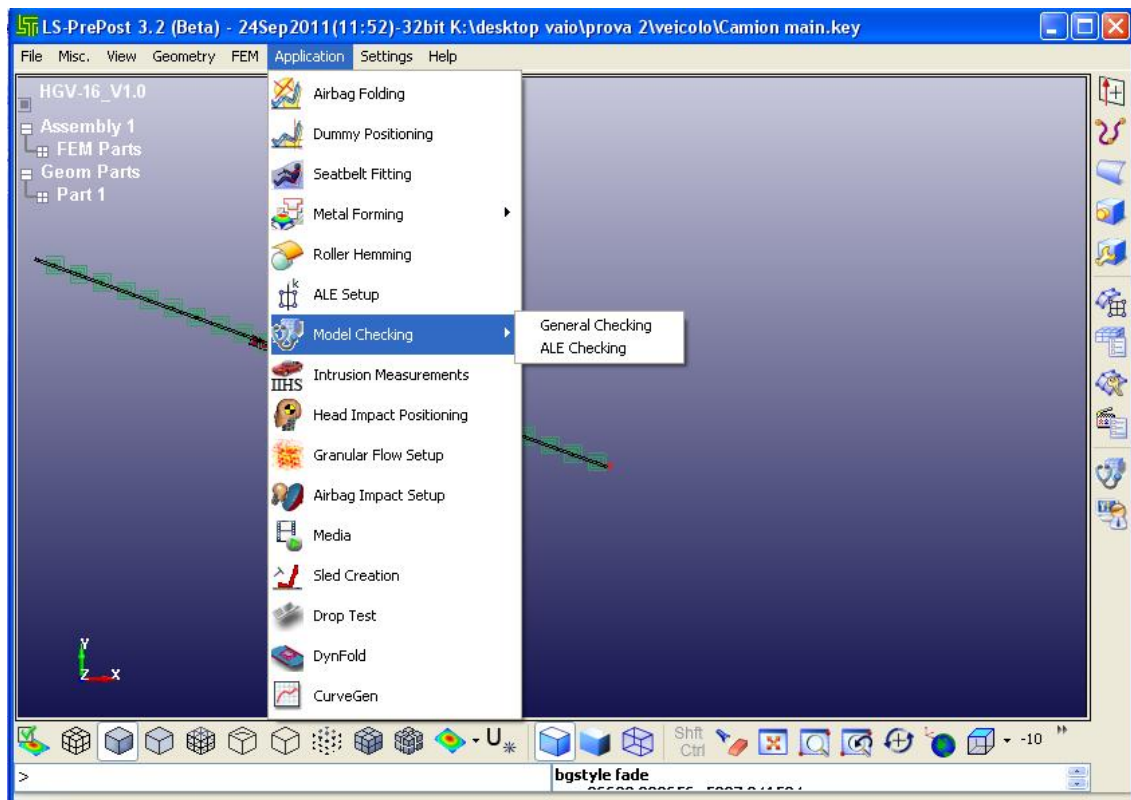 LS-PrePost 3.2 (Beta) - 24Sep2011(11:52)-32bit K:\desktop vaio\prova 2\veicolo\Camion main.key
File Misc. View Geometry FEM Application Settings Help
HGV-16_V1.0
Assembly 1
FEM Parts
Geom Parts
Part 1
Airbag Folding
Dummy Positioning
Seatbelt Fitting
Metal Forming
Roller Hemming
k
ALE Setup
Model Checking
General Checking
ALE Checking
IIHS
Intrusion Measurements
Head Impact Positioning
Granular Flow Setup
Airbag Impact Setup
Media
Sled Creation
Drop Test
DynFold
CurveGen
Y
Z X
U*
Shft
Ctrl
-10
>
bgstyle fade